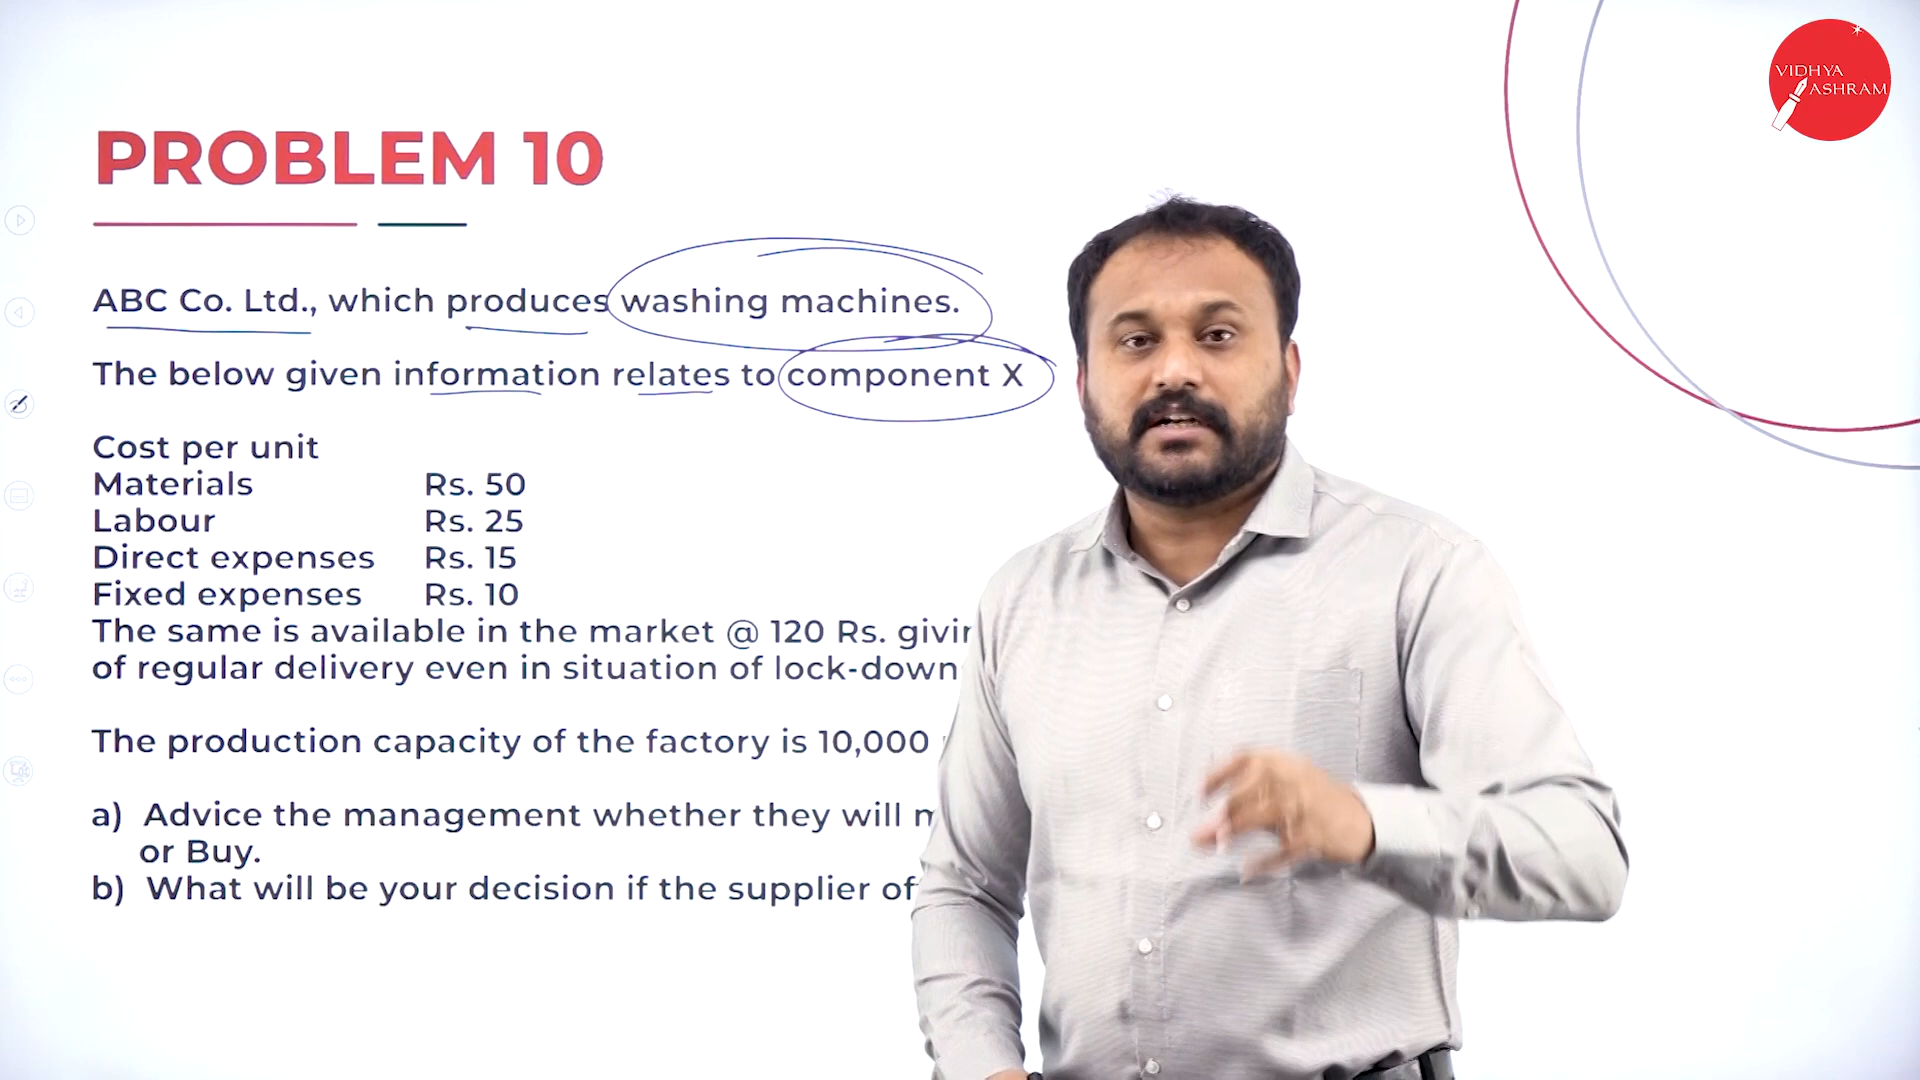 VIDHYA
ASHRAM
PROBLEM 10
ABC Co. Ltd., which produces washing machines.
The below given information relates to component X
Cost per unit
Materials Rs. 50
Labour Rs. 25
Direct expenses Rs. 15
Fixed expenses Rs. 10
The same is available in the market @ 120 Rs.
of regular delivery even in situation of lock-down
The production capacity of the factory is 10,000
a) Advice the management whether they will
or Buy.
b) What will be your decision if the supplier